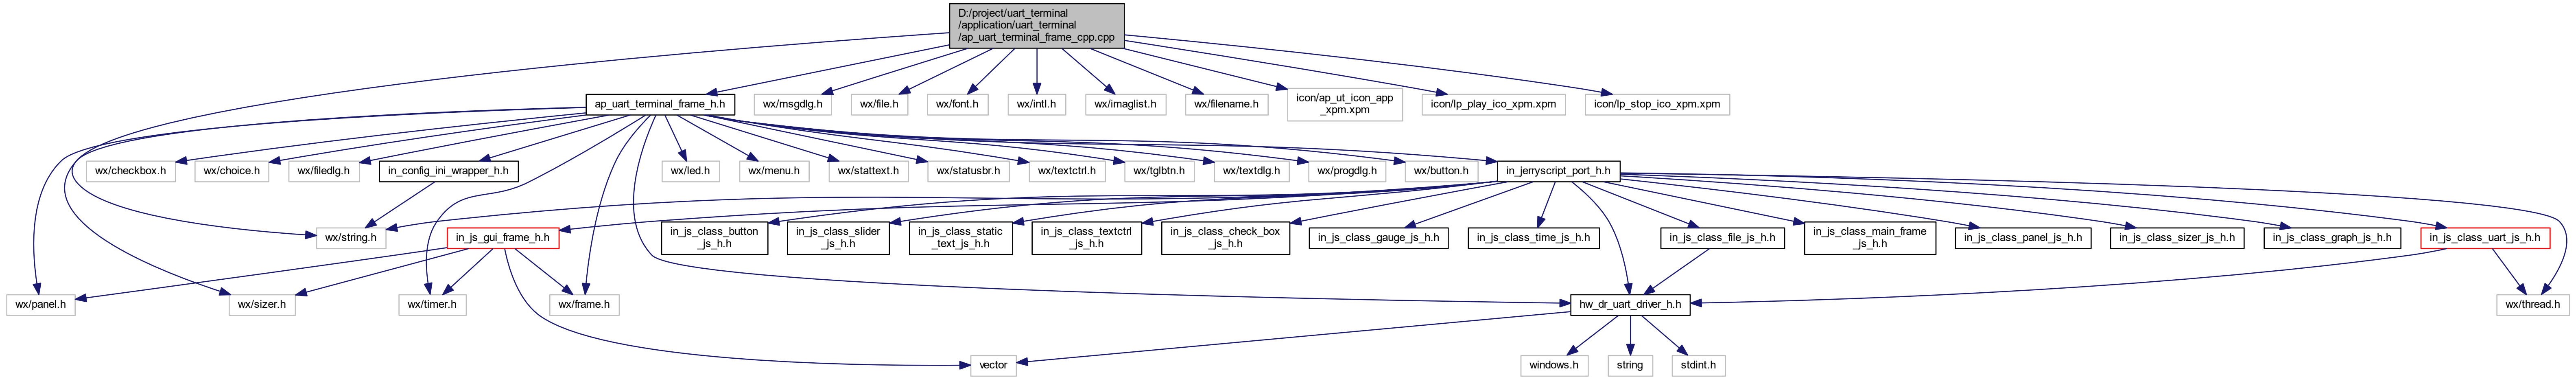 D:/project/uart_terminal
/application/uart_terminal
/ap_uart_terminal_frame_cpp.cpp
ap_uart_terminal_frame_h.h
wx/msgdlg.h
wx/file.h
wx/font.h
wx/intl.h
wx/imaglist.h
wx/filename.h
icon/ap_ut_icon_app
_xpm.xpm
icon/lp_play_ico_xpm.xpm
icon/lp_stop_ico_xpm.xpm
wx/checkbox.h
wx/choice.h
wx/filedlg.h
in_config_ini_wrapper_h.h
wx/led.h
wx/menu.h
wx/stattext.h
wx/statusbr.h
wx/textctrl.h
wx/tglbtn.h
wx/textdlg.h
wx/progdlg.h
wx/button.h
in_jerryscript_port_h.h
wx/string.h
in_js_gui_frame_h.h
in_js_class_button
_js_h.h
in_js_class_slider
_js_h.h
in_js_class_static
_text_js_h.h
in_js_class_textctrl
_js_h.h
in_js_class_check_box
_js_h.h
in_js_class_gauge_js_h.h
in_js_class_time_js_h.h
in_js_class_file_js_h.h
in_js_class_main_frame
_js_h.h
in_js_class_panel_js_h.h
in_js_class_sizer_js_h.h
in_js_class_graph_js_h.h
in_js_class_uart_js_h.h
wx/panel.h
wx/sizer.h
wx/timer.h
wx/frame.h
hw_dr_uart_driver_h.h
wx/thread.h
vector
windows.h
string
stdint.h